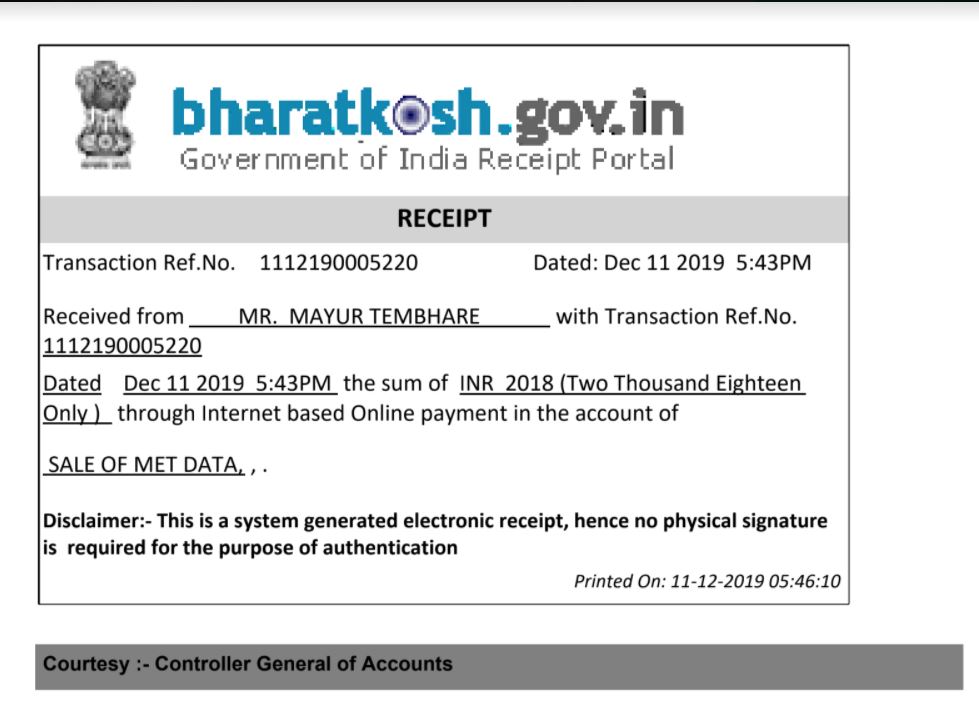 bharatkosh.gov.in
Government of India Receipt Portal
RECEIPT
Transaction Ref.No. 1112190005220 Dated: Dec 11 2019 5:43PM
Received from MR. MAYUR TEMBHARE with Transaction Ref.No.
1112190005220
Dated Dec 11 2019 5:43PM the sum of INR 2018 (Two Thousand Eighteen
Only ) through Internet based Online payment in the account of
SALE OF MET DATA, , .
Disclaimer:- This is a system generated electronic receipt, hence no physical signature
is required for the purpose of authentication
Printed On: 11-12-2019 05:46:10
Courtesy :- Controller General of Accounts